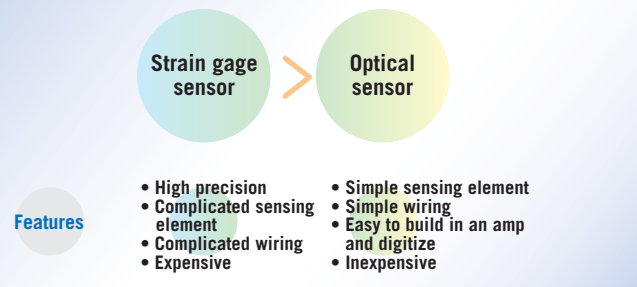 Strain gage
sensor
>
Optical
sensor
Features
• High precision
• Complicated sensing
element
• Complicated wiring
• Expensive
• Simple sensing element
• Simple wiring
• Easy to build in an amp
and digitize
• Inexpensive